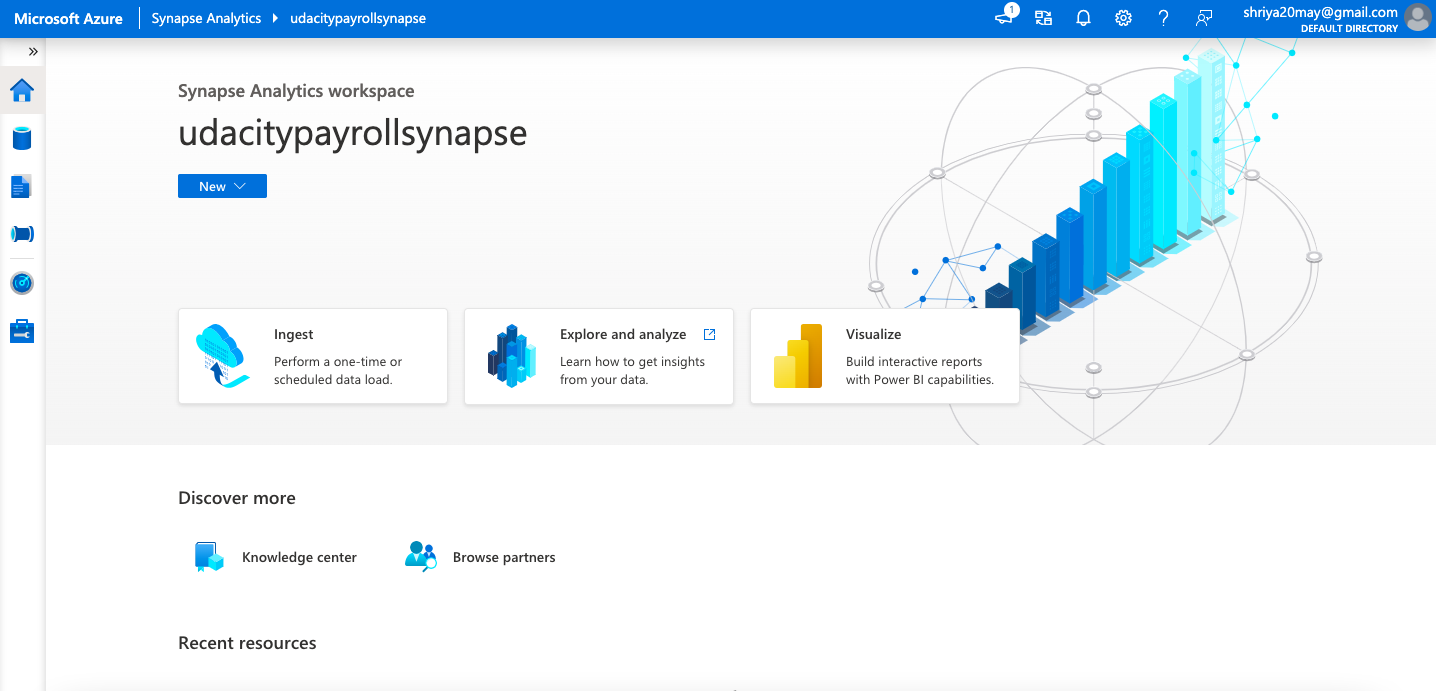 Microsoft Azure
Synapse Analytics
udacitypayrollsynapse
1
shriya20may@gmail.com
DEFAULT DIRECTORY
Synapse Analytics workspace
udacitypayrollsynapse
New
Ingest
Perform a one-time or
scheduled data load.
Explore and analyze
Learn how to get insights
from your data.
Visualize
Build interactive reports
with Power BI capabilities.
Discover more
Knowledge center
Browse partners
Recent resources